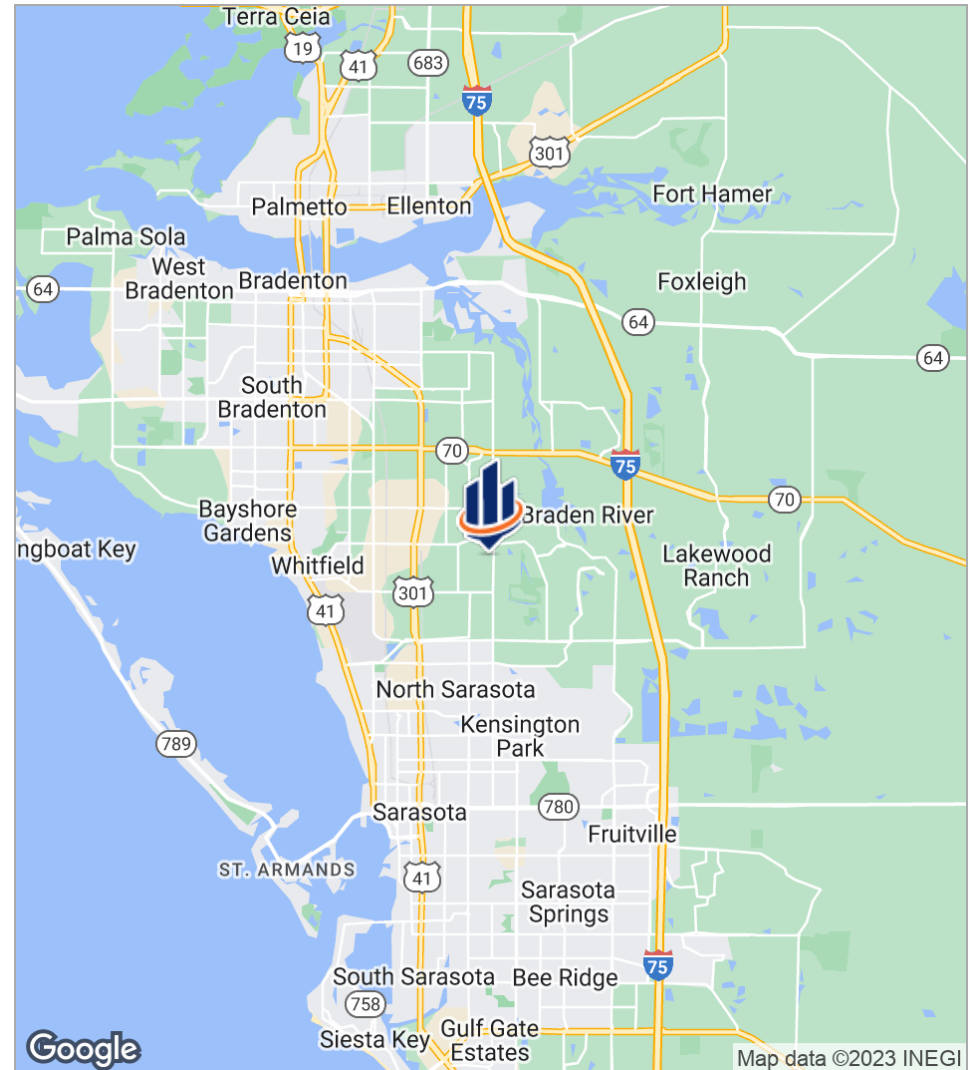 Terra Ceia
19
41
683
75
301
Fort Hamer
Palmetto
Ellenton
Palma Sola
West
Bradenton
Bradenton
Foxleigh
64
64
64
South
Bradenton
70
75
70
Bayshore
Gardens
Braden River
ngboat Key
Whitfield
Lakewood
Ranch
301
41
North Sarasota
Kensington
Park
789
780
Sarasota
Fruitville
ST. ARMANDS
41
Sarasota
Springs
75
South Sarasota
Bee Ridge
758
Siesta Key
Gulf Gate
Estates
Google
Map data ©2023 INEGI